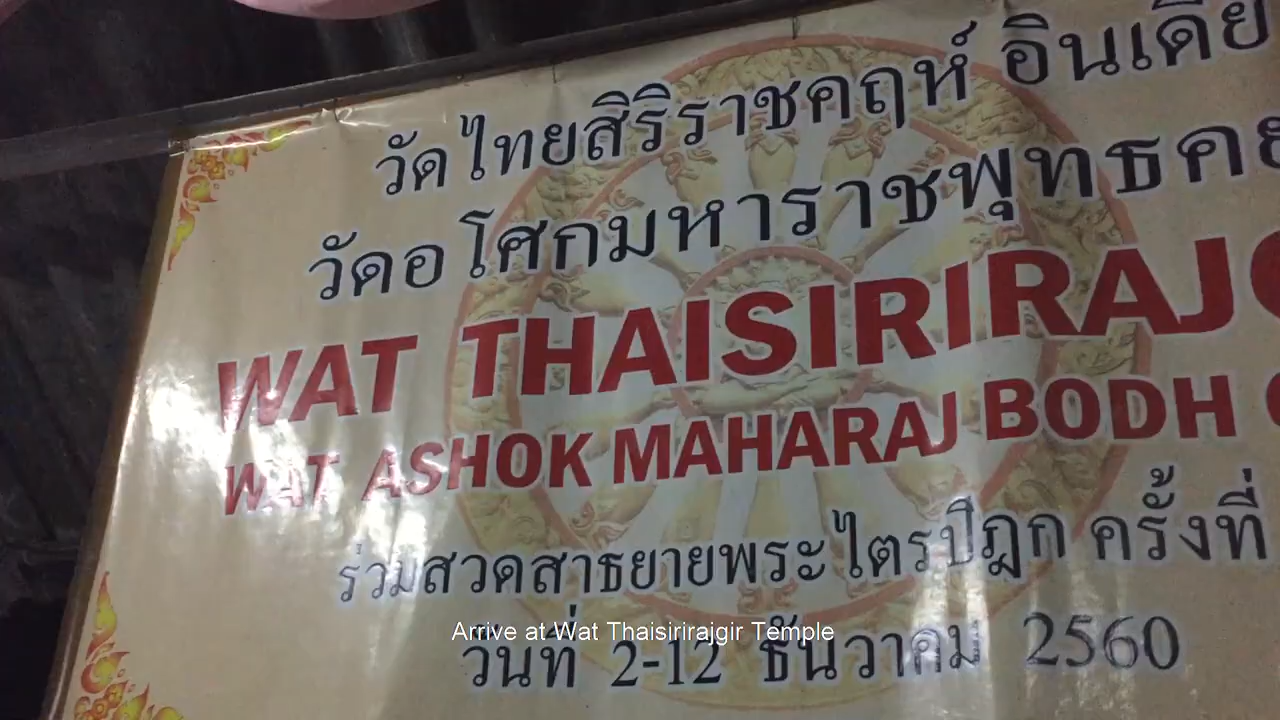 วัดไทยสิริราชคฤห์ อินเดีย
วัดอโศกมหาราชพุทธค
WAT THAISIRIRAJ
WAT ASHOK MAHARAJ BODH
ร่วมสวดสาธยายพระไตรปิฎก ครั้งที่
วันที่ 2-12 ธันวาคม 2560
Arrive at Wat Thaisirirajgir Temple